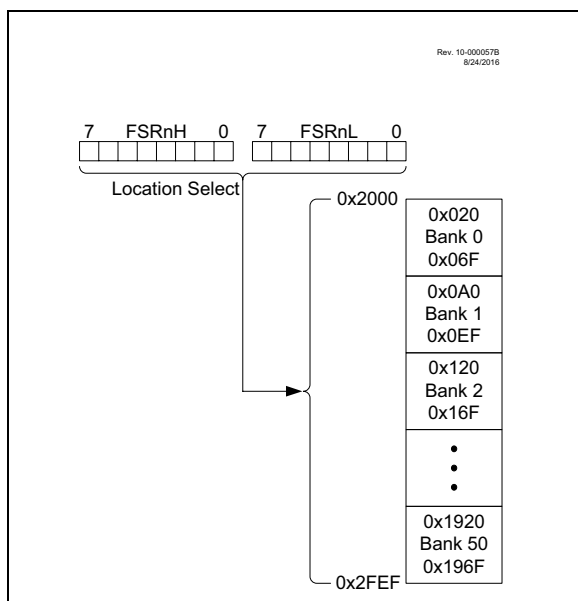 Rev. 10-000057B
8/24/2016
7 FSRnH 0 7 FSRnL 0
Location Select
0x2000
0x020
Bank 0
0x06F
0x0A0
Bank 1
0x0EF
0x120
Bank 2
0x16F
0x1920
Bank 50
0x196F
0x2FEF